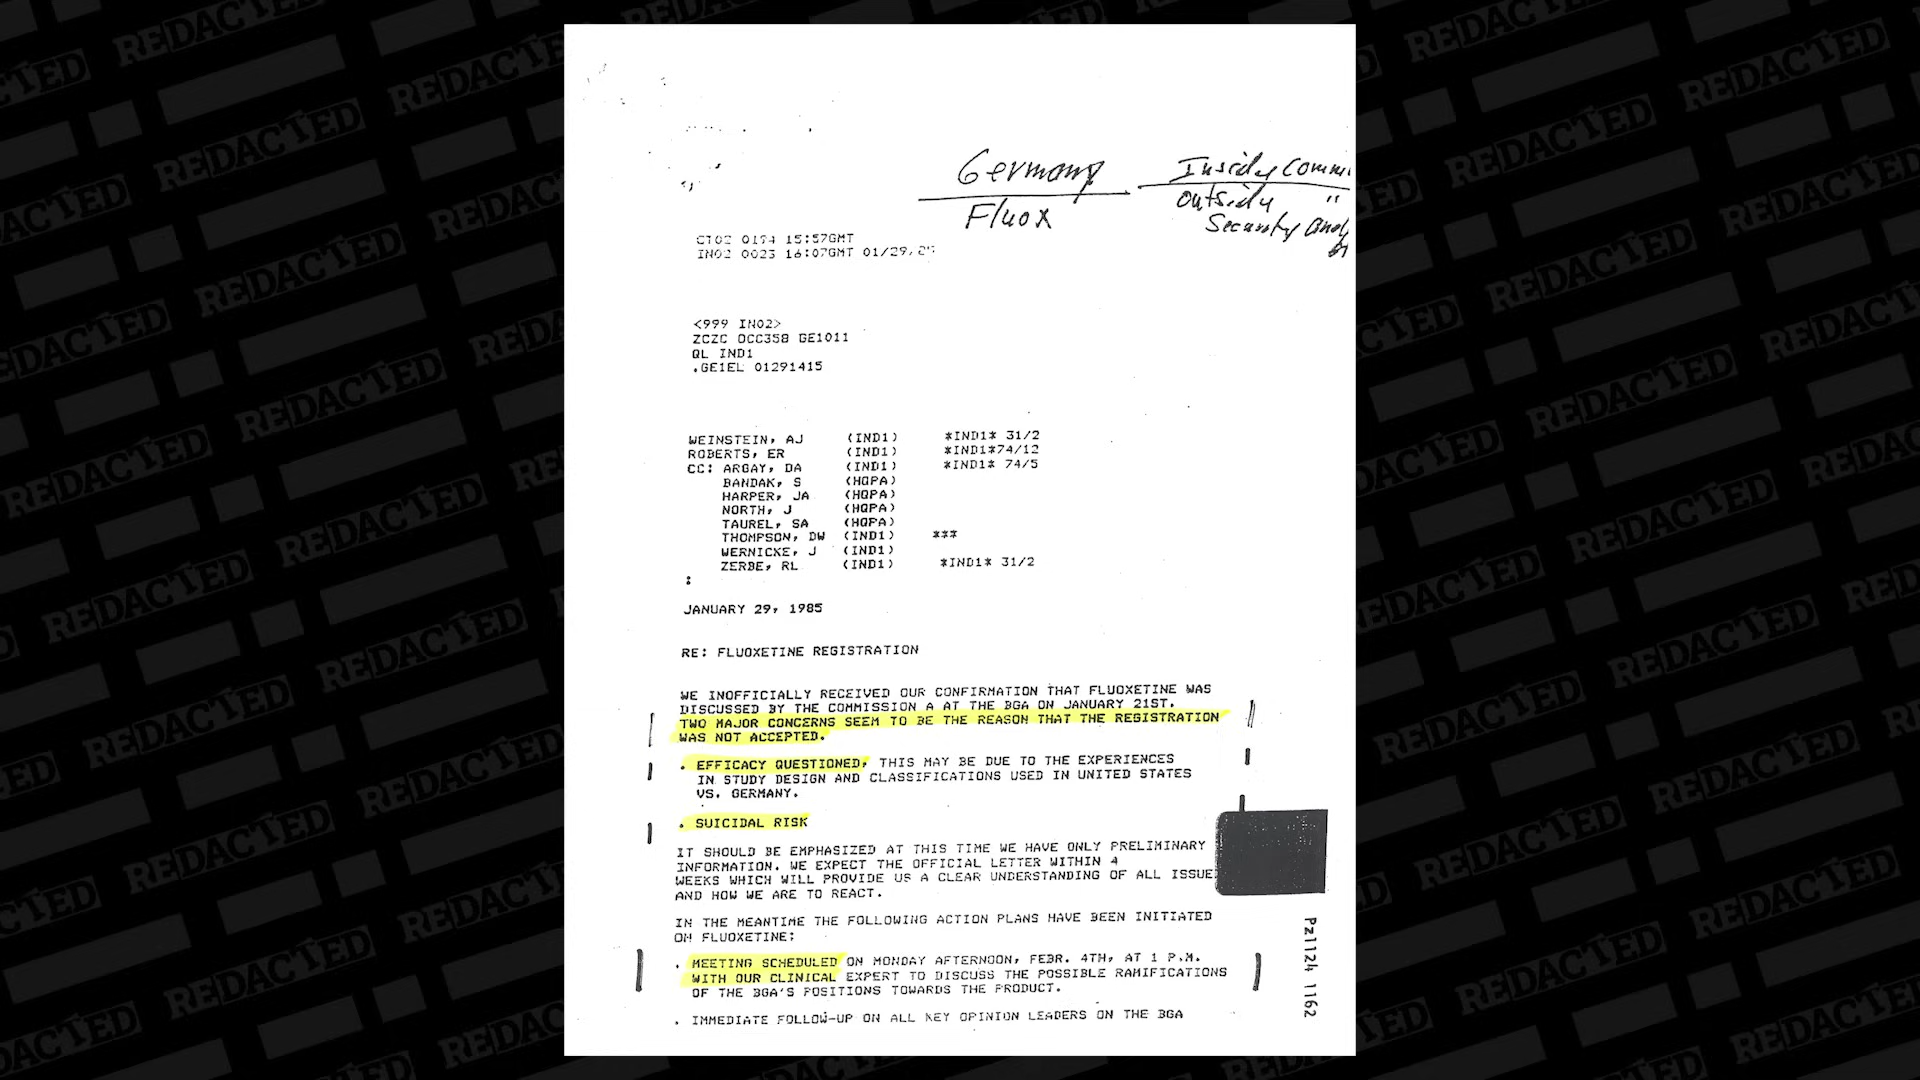 Germany
Fluox
Inside Comm
Outside "
Security
CT02 0194 15:57GMT
IN02 0023 16:07GMT 01/29/
<999 IN02>
ZCZC OCC358 GE1011
QL IND1
.GEIEL 01291415
WEINSTEIN, AJ (IND1) *IND1* 31/2
ROBERTS, ER (IND1) *IND1*74/12
CC: ARGAY, DA (IND1) *IND1* 74/5
BANDAK, S (HQPA)
HARPER, JA (HQPA)
NORTH, J (HQPA)
TAUREL, SA (HQPA)
THOMPSON, DW (IND1) ***
WERNICKE, J (IND1)
ZERBE, RL (IND1) *IND1* 31/2
:
JANUARY 29, 1985
RE: FLUOXETINE REGISTRATION
WE INOFFICIALLY RECEIVED OUR CONFIRMATION THAT FLUOXETINE WAS
DISCUSSED BY THE COMMISSION A AT THE BGA ON JANUARY 21ST.
TWO MAJOR CONCERNS SEEM TO BE THE REASON THAT THE REGISTRATION
WAS NOT ACCEPTED.
. EFFICACY QUESTIONED, THIS MAY BE DUE TO THE EXPERIENCES
IN STUDY DESIGN AND CLASSIFICATIONS USED IN UNITED STATES
VS. GERMANY.
. SUICIDAL RISK
IT SHOULD BE EMPHASIZED AT THIS TIME WE HAVE ONLY PRELIMINARY
INFORMATION. WE EXPECT THE OFFICIAL LETTER WITHIN 4
WEEKS WHICH WILL PROVIDE US A CLEAR UNDERSTANDING OF ALL ISSUE
AND HOW WE ARE TO REACT.
IN THE MEANTIME THE FOLLOWING ACTION PLANS HAVE BEEN INITIATED
ON FLUOXETINE:
. MEETING SCHEDULED ON MONDAY AFTERNOON, FEBR. 4TH, AT 1 P.M.
WITH OUR CLINICAL EXPERT TO DISCUSS THE POSSIBLE RAMIFICATIONS
OF THE BGA'S POSITIONS TOWARDS THE PRODUCT.
. IMMEDIATE FOLLOW-UP ON ALL KEY OPINION LEADERS ON THE BGA
Pz1124 1162
REDACTED